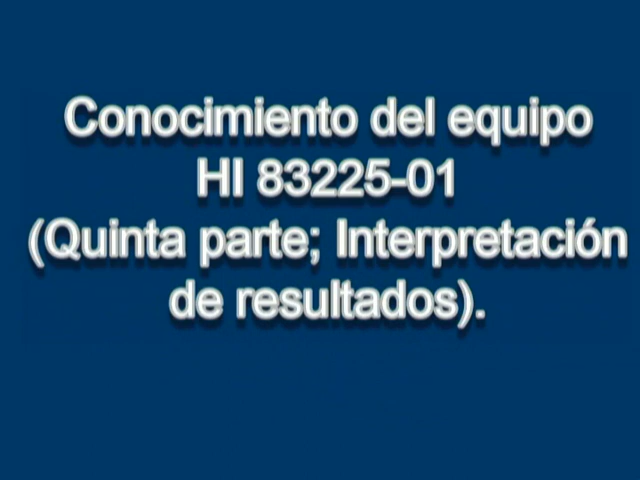 Conocimiento del equipo
HI 83225-01
(Quinta parte; Interpretación
de resultados).